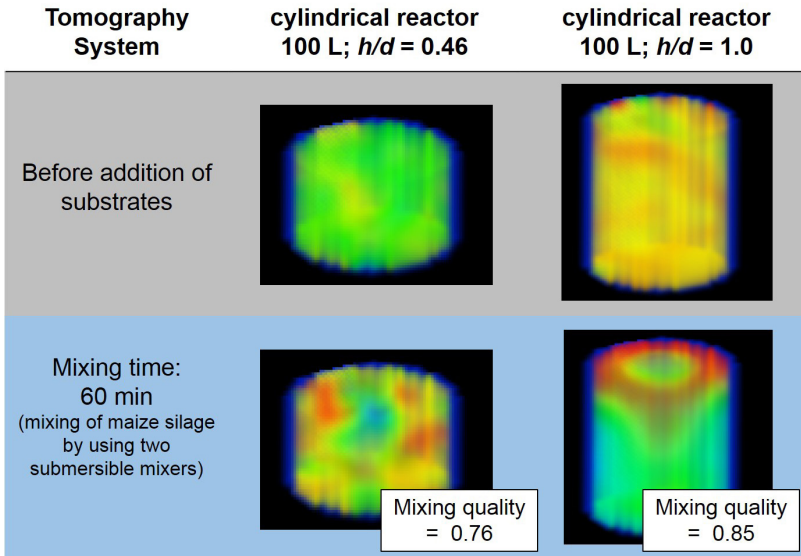 Tomography
System
cylindrical reactor
100 L; h/d = 0.46
cylindrical reactor
100 L; h/d = 1.0
Before addition of
substrates
Mixing time:
60 min
(mixing of maize silage
by using two
submersible mixers)
Mixing quality
= 0.76
Mixing quality
= 0.85